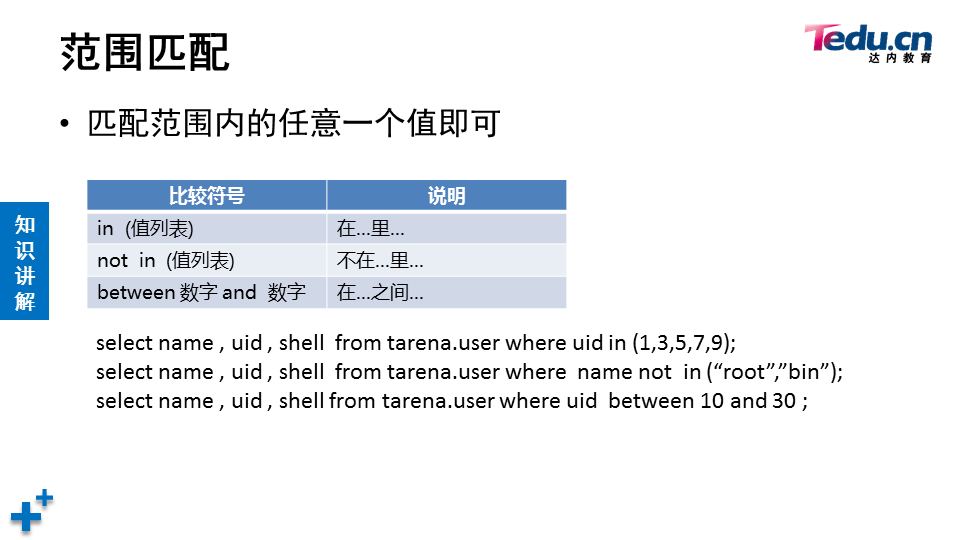 范围匹配
Tedu.cn
达内教育
• 匹配范围内的任意一个值即可
知识讲解
比较符号 说明
in (值列表) 在…里…
not in (值列表) 不在…里…
between 数字 and 数字 在…之间…
select name , uid , shell from tarena.user where uid in (1,3,5,7,9);
select name , uid , shell from tarena.user where name not in (“root”,”bin”);
select name , uid , shell from tarena.user where uid between 10 and 30 ;